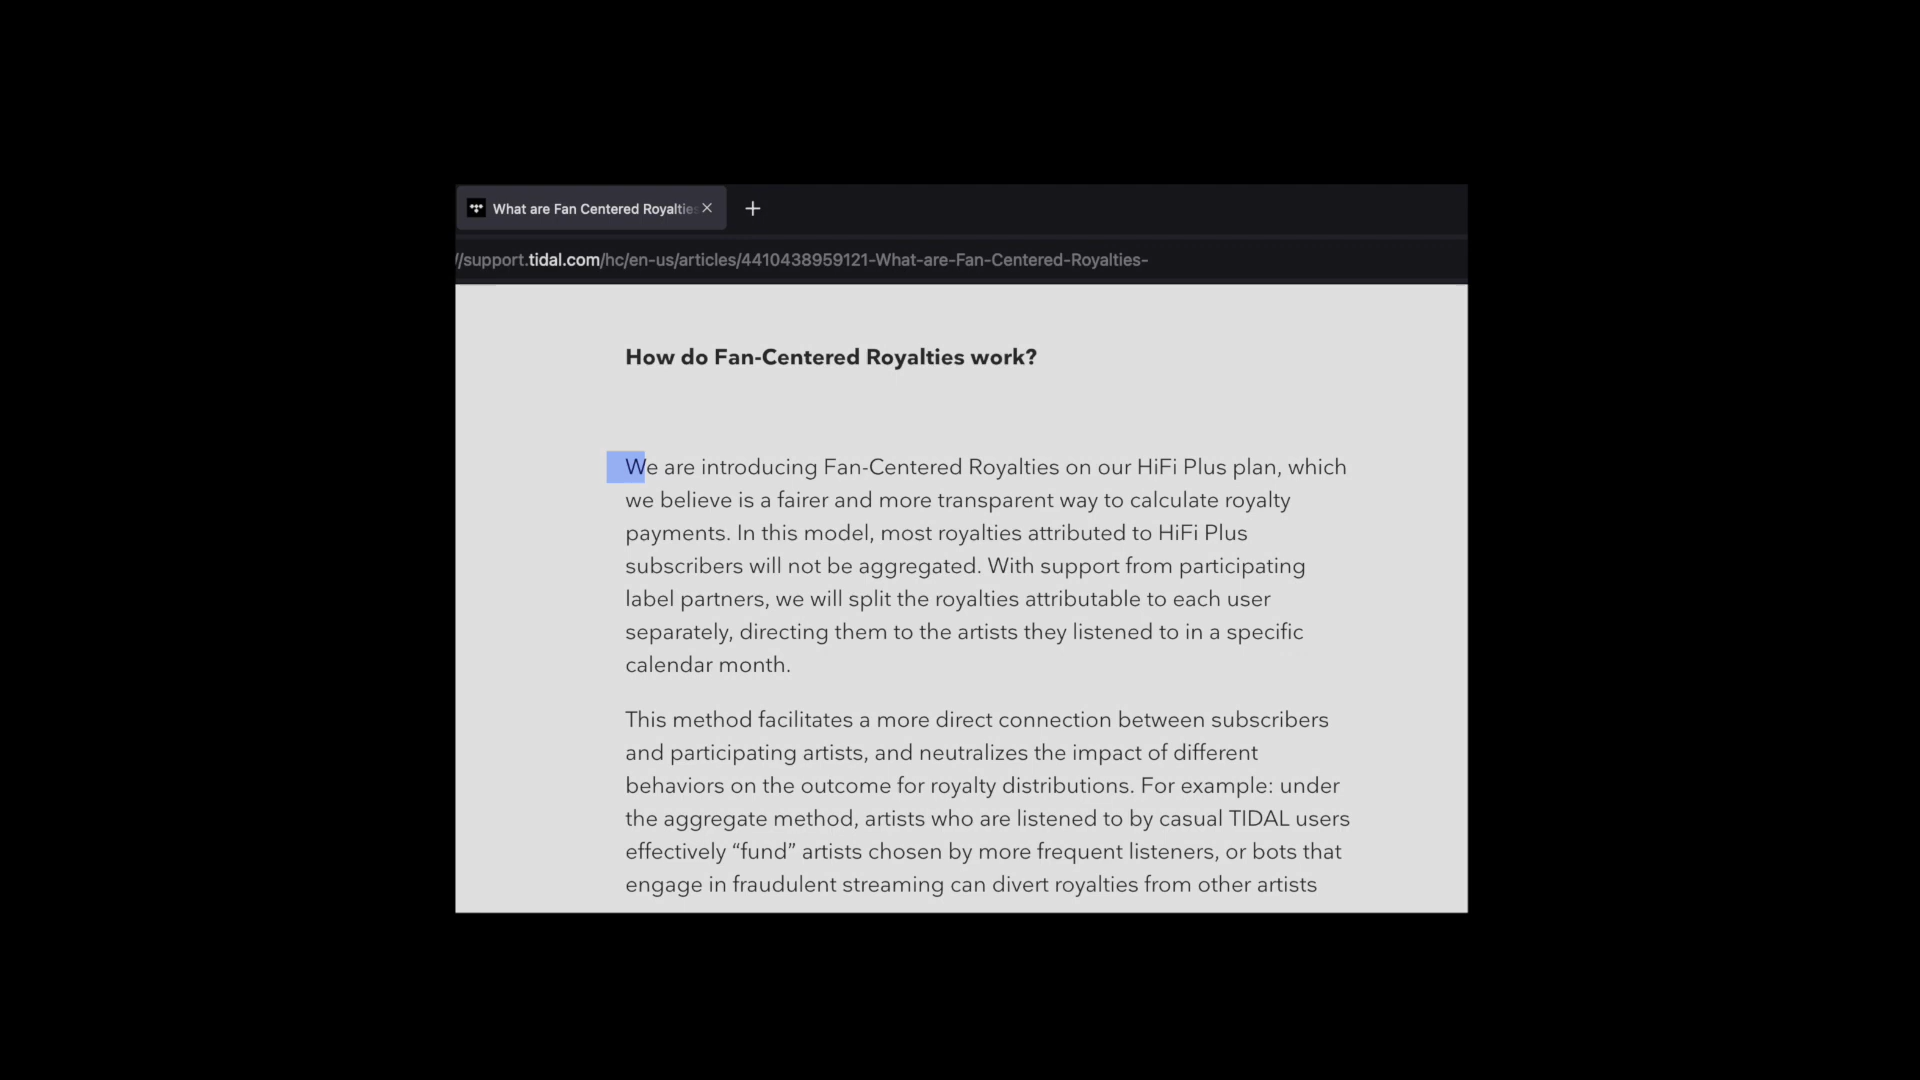 What are Fan Centered Royaltie
//support.tidal.com/hc/en-us/articles/4410438959121-What-are-Fan-Centered-Royalties-
How do Fan-Centered Royalties work?
We are introducing Fan-Centered Royalties on our HiFi Plus plan, which
we believe is a fairer and more transparent way to calculate royalty
payments. In this model, most royalties attributed to HiFi Plus
subscribers will not be aggregated. With support from participating
label partners, we will split the royalties attributable to each user
separately, directing them to the artists they listened to in a specific
calendar month.
This method facilitates a more direct connection between subscribers
and participating artists, and neutralizes the impact of different
behaviors on the outcome for royalty distributions. For example: under
the aggregate method, artists who are listened to by casual TIDAL users
effectively “fund” artists chosen by more frequent listeners, or bots that
engage in fraudulent streaming can divert royalties from other artists